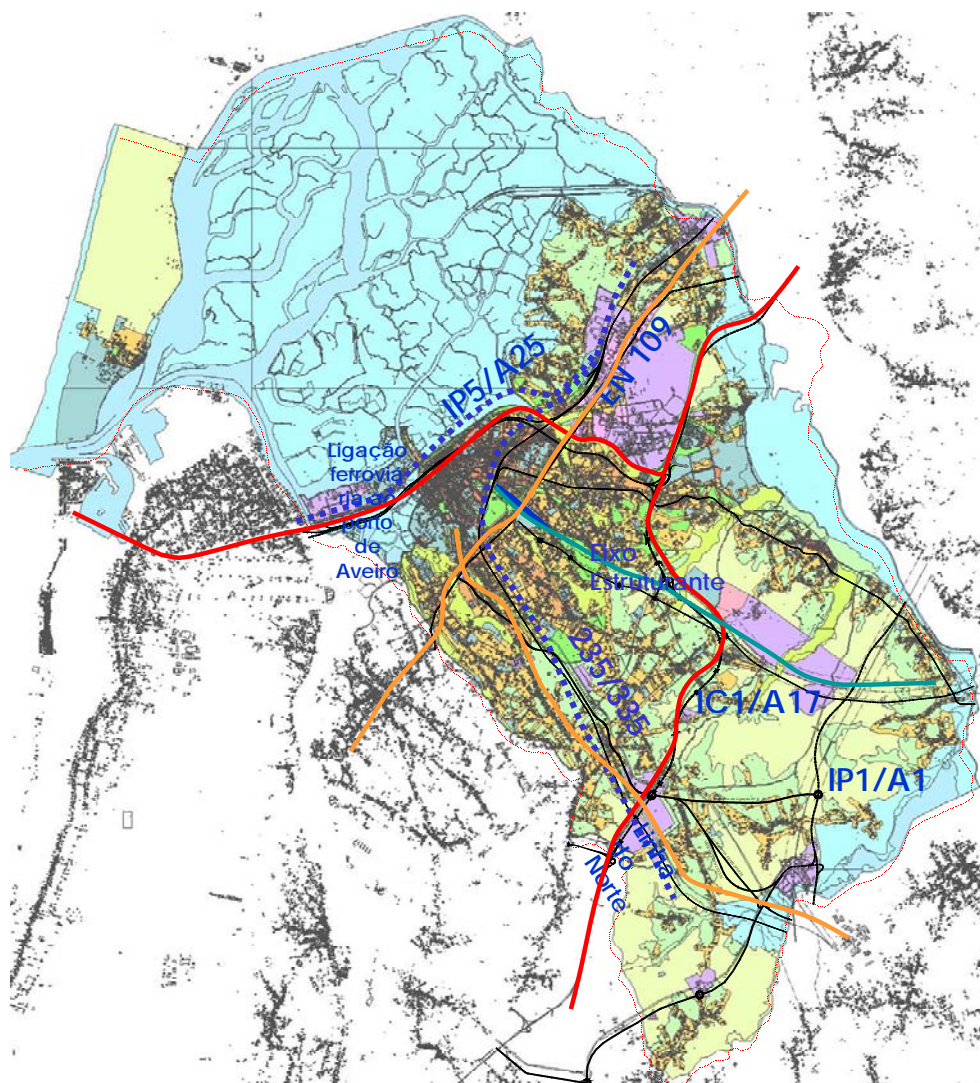 EN 109
IP5/A25
Ligação
ferroviá
ria ao
porto
de
Aveiro
Eixo
Estruturante
235/335
IC1/A17
IP1/A1
Linha
do
Norte